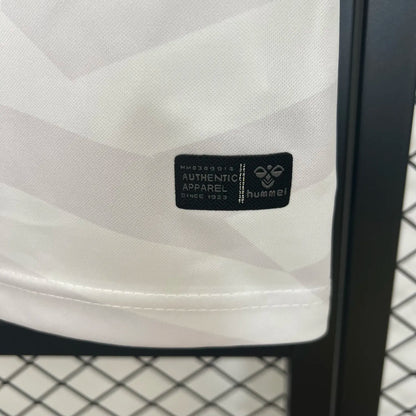 AUTHENTIC
APPAREL
SINCE 1923
hummel